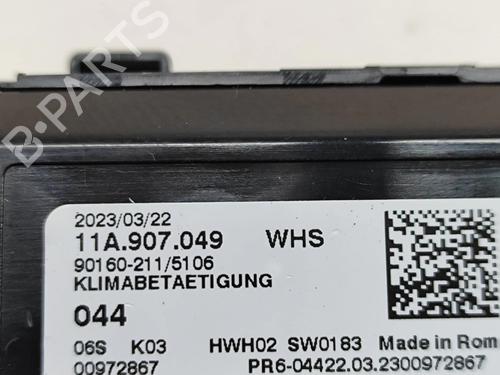 2023/03/22
11A.907.049 WHS
90160-211/5106
KLIMABETAETIGUNG
044
06S K03 HWH02 SW0183 Made in Rom
00972867 PR6-04422.03.2300972867